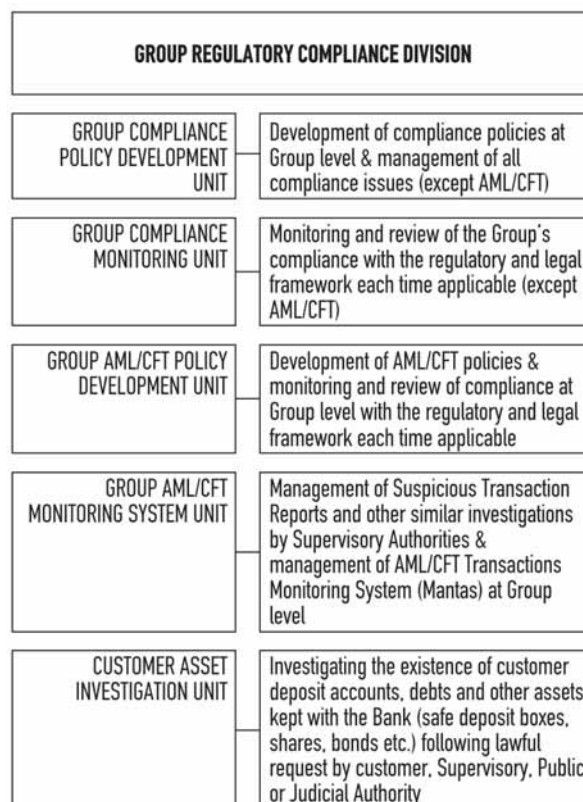 GROUP REGULATORY COMPLIANCE DIVISION
GROUP COMPLIANCE
POLICY DEVELOPMENT
UNIT
Development of compliance policies at
Group level & management of all
compliance issues (except AML/CFT)
GROUP COMPLIANCE
MONITORING UNIT
Monitoring and review of the Group's
compliance with the regulatory and legal
framework each time applicable (except
AML/CFT)
GROUP AML/CFT POLICY
DEVELOPMENT UNIT
Development of AML/CFT policies &
monitoring and review of compliance at
Group level with the regulatory and legal
framework each time applicable
GROUP AML/CFT
MONITORING SYSTEM UNIT
Management of Suspicious Transaction
Reports and other similar investigations
by Supervisory Authorities &
management of AML/CFT Transactions
Monitoring System (Mantas) at Group
level
CUSTOMER ASSET
INVESTIGATION UNIT
Investigating the existence of customer
deposit accounts, debts and other assets
kept with the Bank (safe deposit boxes,
shares, bonds etc.) following lawful
request by customer, Supervisory, Public
or Judicial Authority